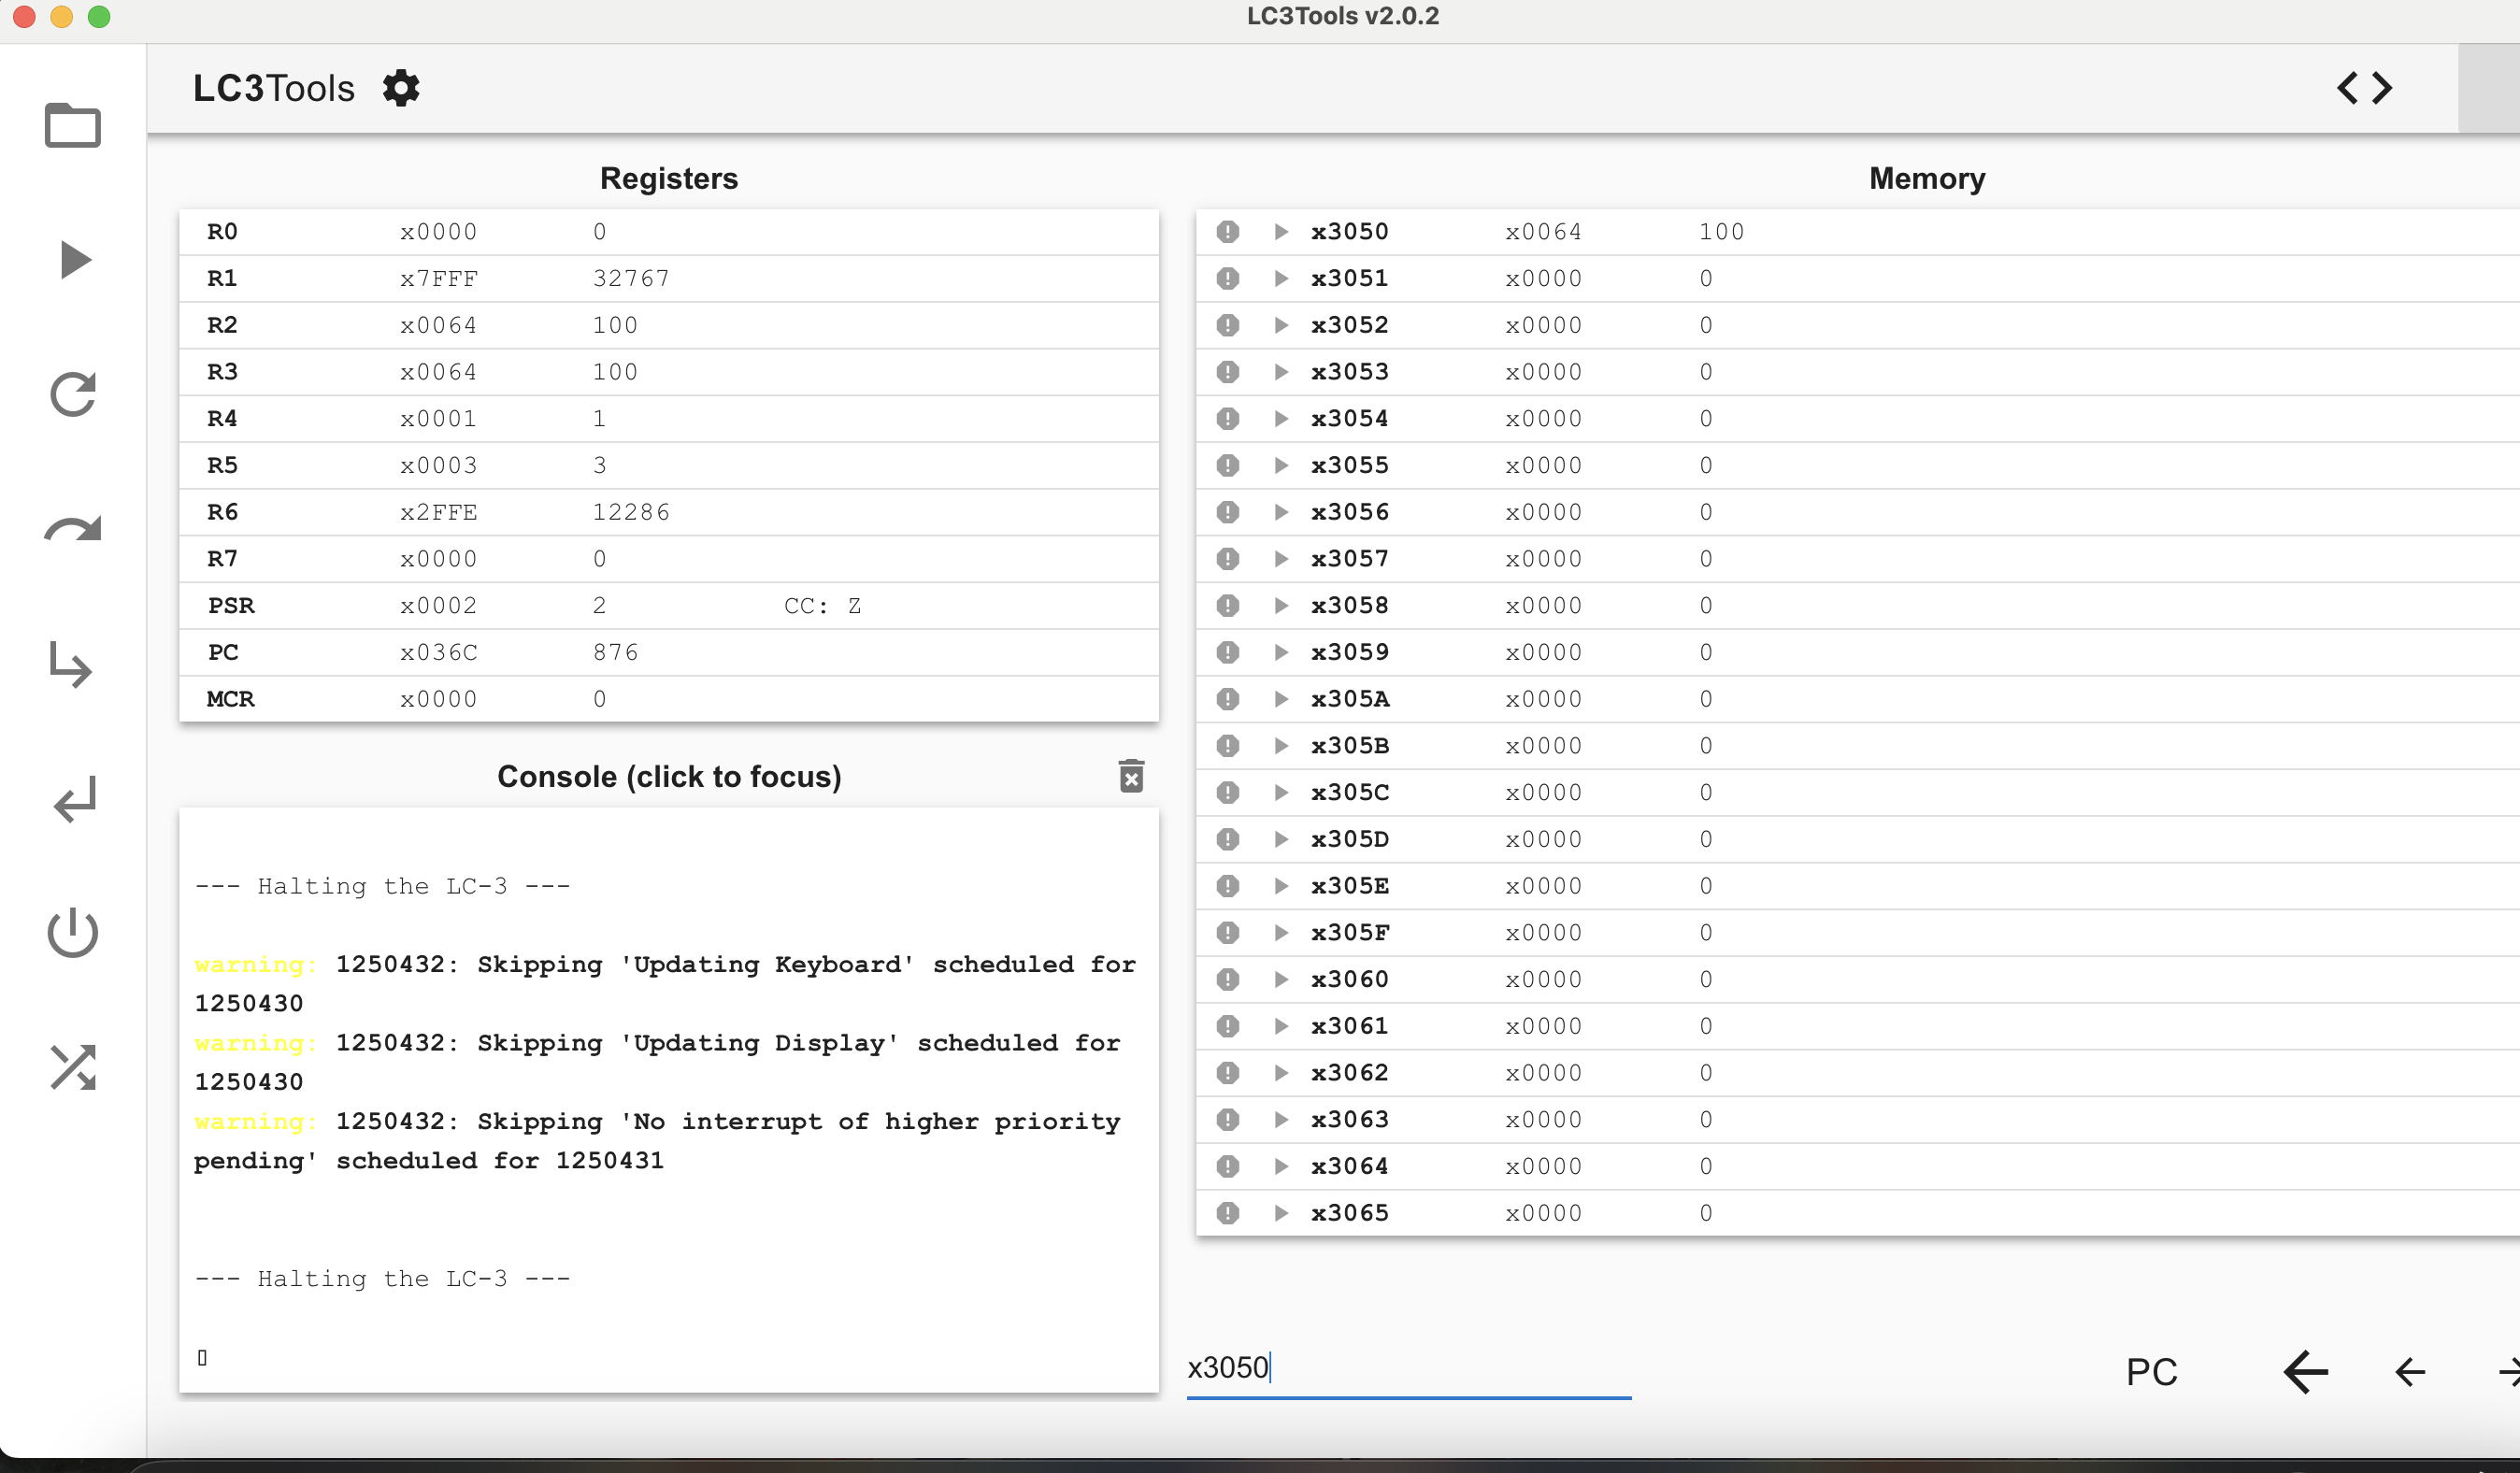 LC3Tools v2.0.2
LC3Tools
Registers
R0 x0000 0
R1 x7FFF 32767
R2 x0064 100
R3 x0064 100
R4 x0001 1
R5 x0003 3
R6 x2FFE 12286
R7 x0000 0
PSR x0002 2 CC: Z
PC x036C 876
MCR x0000 0
Console (click to focus)
--- Halting the LC-3 ---
warning: 1250432: Skipping 'Updating Keyboard' scheduled for
1250430
warning: 1250432: Skipping 'Updating Display' scheduled for
1250430
warning: 1250432: Skipping 'No interrupt of higher priority
pending' scheduled for 1250431
--- Halting the LC-3 ---
Memory
x3050 x0064 100
x3051 x0000 0
x3052 x0000 0
x3053 x0000 0
x3054 x0000 0
x3055 x0000 0
x3056 x0000 0
x3057 x0000 0
x3058 x0000 0
x3059 x0000 0
x305A x0000 0
x305B x0000 0
x305C x0000 0
x305D x0000 0
x305E x0000 0
x305F x0000 0
x3060 x0000 0
x3061 x0000 0
x3062 x0000 0
x3063 x0000 0
x3064 x0000 0
x3065 x0000 0
x3050
PC